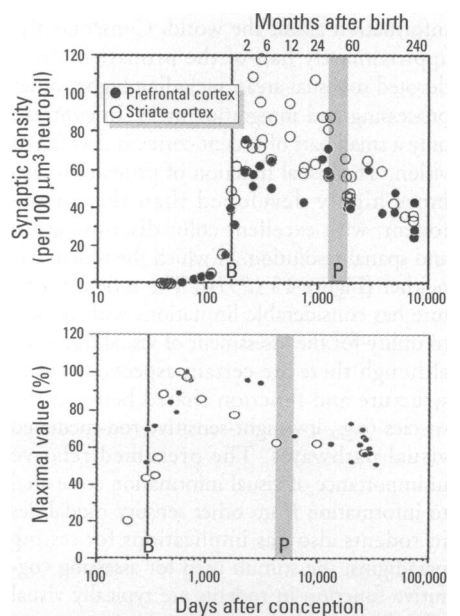 Months after birth
2 6 12 24 60 240
120
100
80
60
40
20
0
Synaptic density
(per 100 μm³ neuropil)
Prefrontal cortex
Striate cortex
B P
10 100 1,000 10,000
120
100
80
60
40
20
0
Maximal value (%)
B P
100 1,000 10,000 100,000
Days after conception